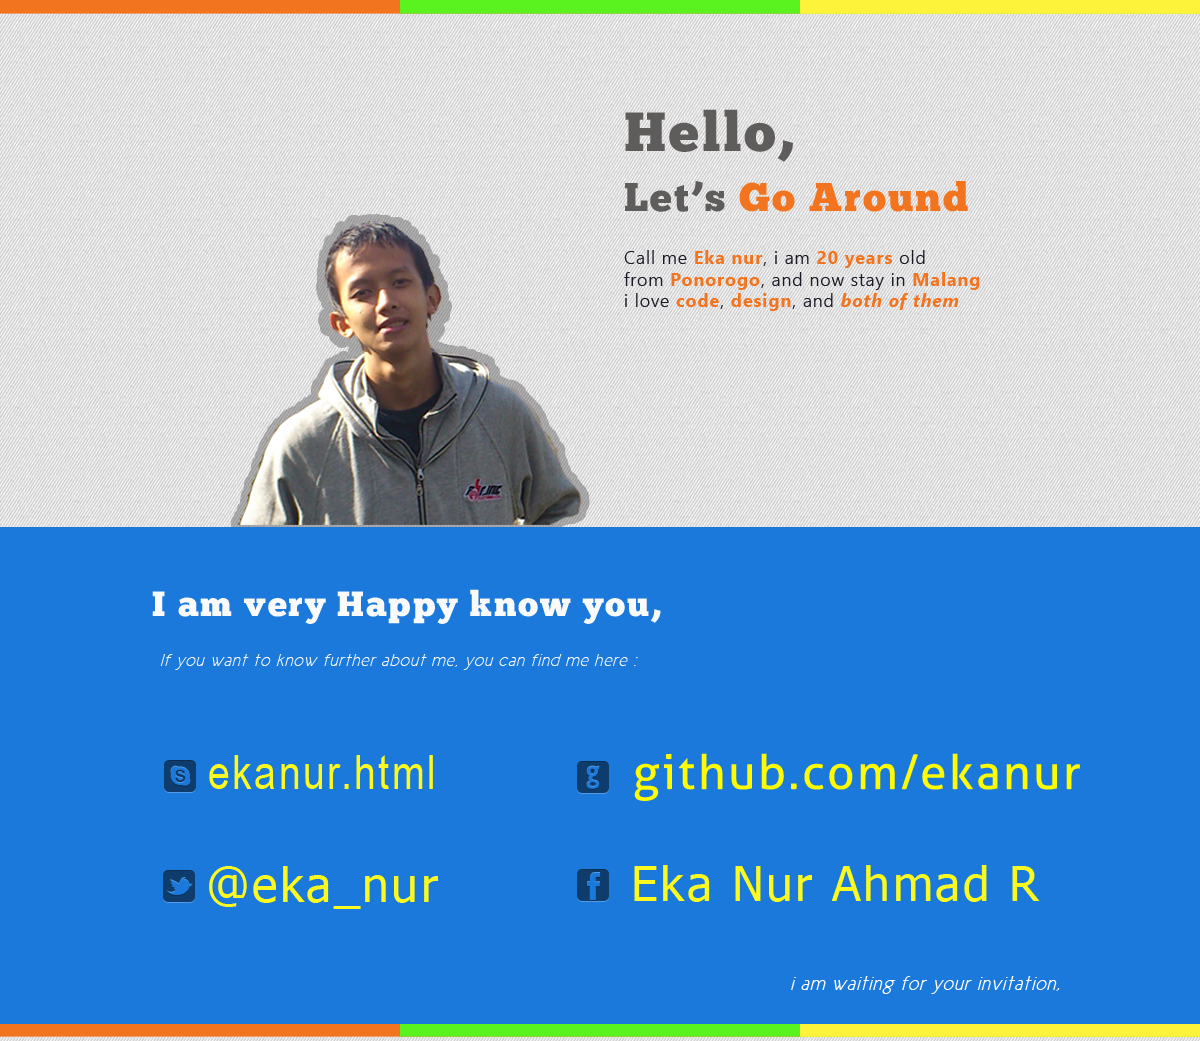 Hello,
Let's Go Around
Call me Eka nur, i am 20 years old
from Ponorogo, and now stay in Malang
i love code, design, and both of them
I am very Happy know you,
If you want to know further about me, you can find me here :
ekanur.html
github.com/ekanur
@eka_nur
Eka Nur Ahmad R
i am waiting for your invitation,